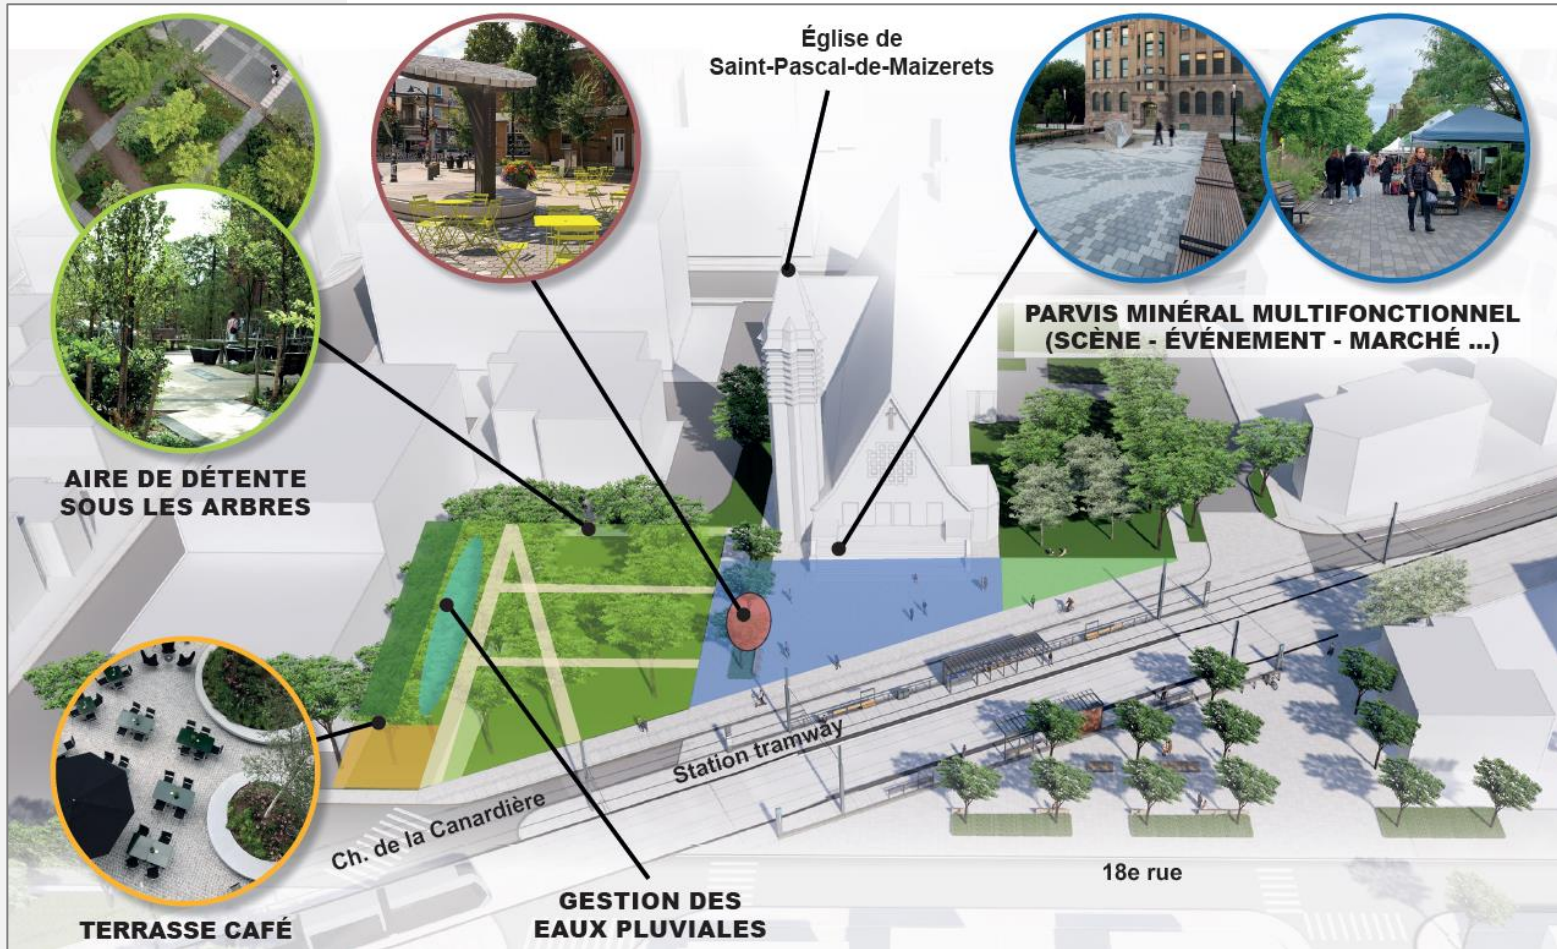 Église de
Saint-Pascal-de-Maizerets
PARVIS MINÉRAL MULTIFONCTIONNEL
(SCÈNE - ÉVÉNEMENT - MARCHÉ ...)
AIRE DE DÉTENTE
SOUS LES ARBRES
Station tramway
Ch. de la Canardière
18e rue
GESTION DES
EAUX PLUVIALES
TERRASSE CAFÉ